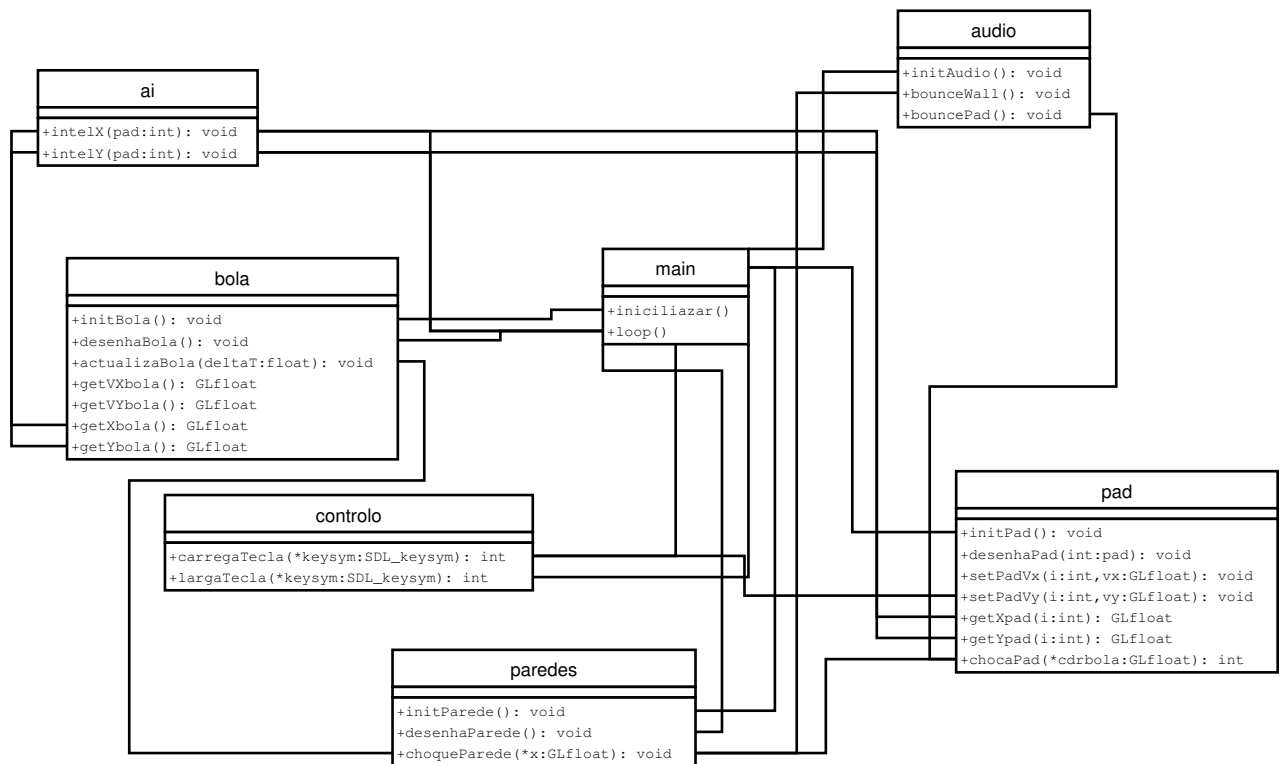 audio
+initAudio(): void
+bounceWall(): void
+bouncePad(): void
ai
+intelX(pad:int): void
+intelY(pad:int): void
bola
+initBola(): void
+desenhaBola(): void
+actualizaBola(deltaT:float): void
+getVXbola(): GLfloat
+getVYbola(): GLfloat
+getXbola(): GLfloat
+getYbola(): GLfloat
main
+iniciliazar()
+loop()
controlo
+carregaTecla(*keysym:SDL_keysym): int
+largaTecla(*keysym:SDL_keysym): int
pad
+initPad(): void
+desenhaPad(int:pad): void
+setPadVx(i:int,vx:GLfloat): void
+setPadVy(i:int,vy:GLfloat): void
+getXpad(i:int): GLfloat
+getYpad(i:int): GLfloat
+chocaPad(*cdrbola:GLfloat): int
paredes
+initParede(): void
+desenhaParede(): void
+choqueParede(*x:GLfloat): void